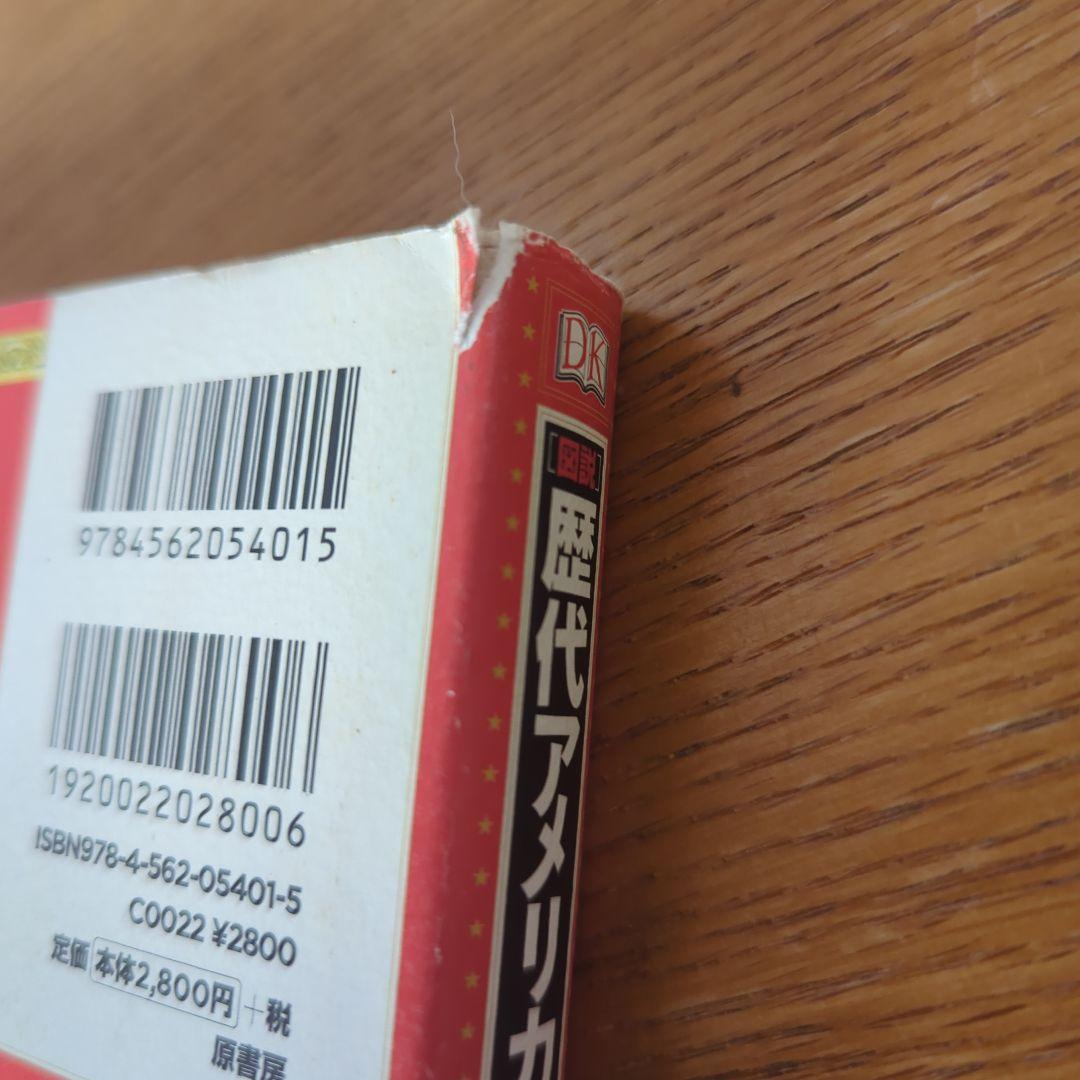 9784562054015
1920022028006
ISBN978-4-562-05401-5
C0022 ¥2800
定価 本体2,800円 +税
原書房
DK
[図説]
歴代アメリカ